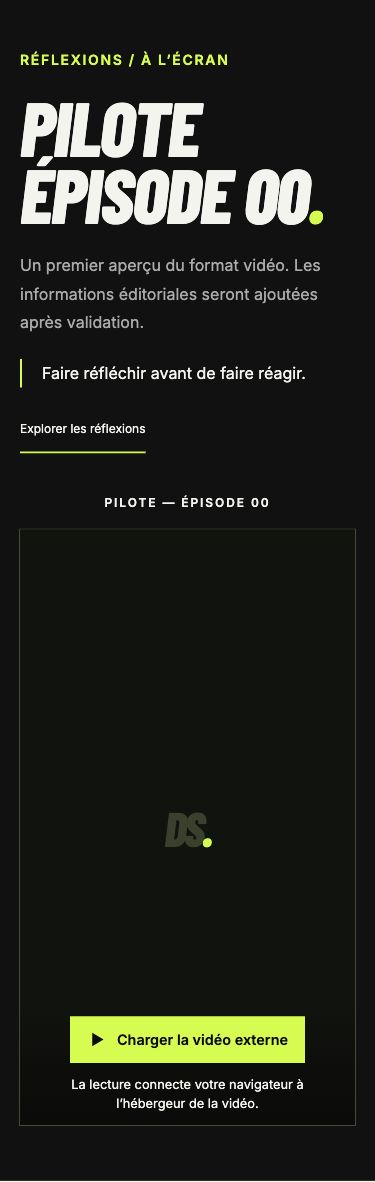 RÉFLEXIONS / À L’ÉCRAN
PILOTE
ÉPISODE 00.
Un premier aperçu du format vidéo. Les
informations éditoriales seront ajoutées
après validation.
Faire réfléchir avant de faire réagir.
Explorer les réflexions
PILOTE — ÉPISODE 00
DS.
Charger la vidéo externe
La lecture connecte votre navigateur à
l’hébergeur de la vidéo.